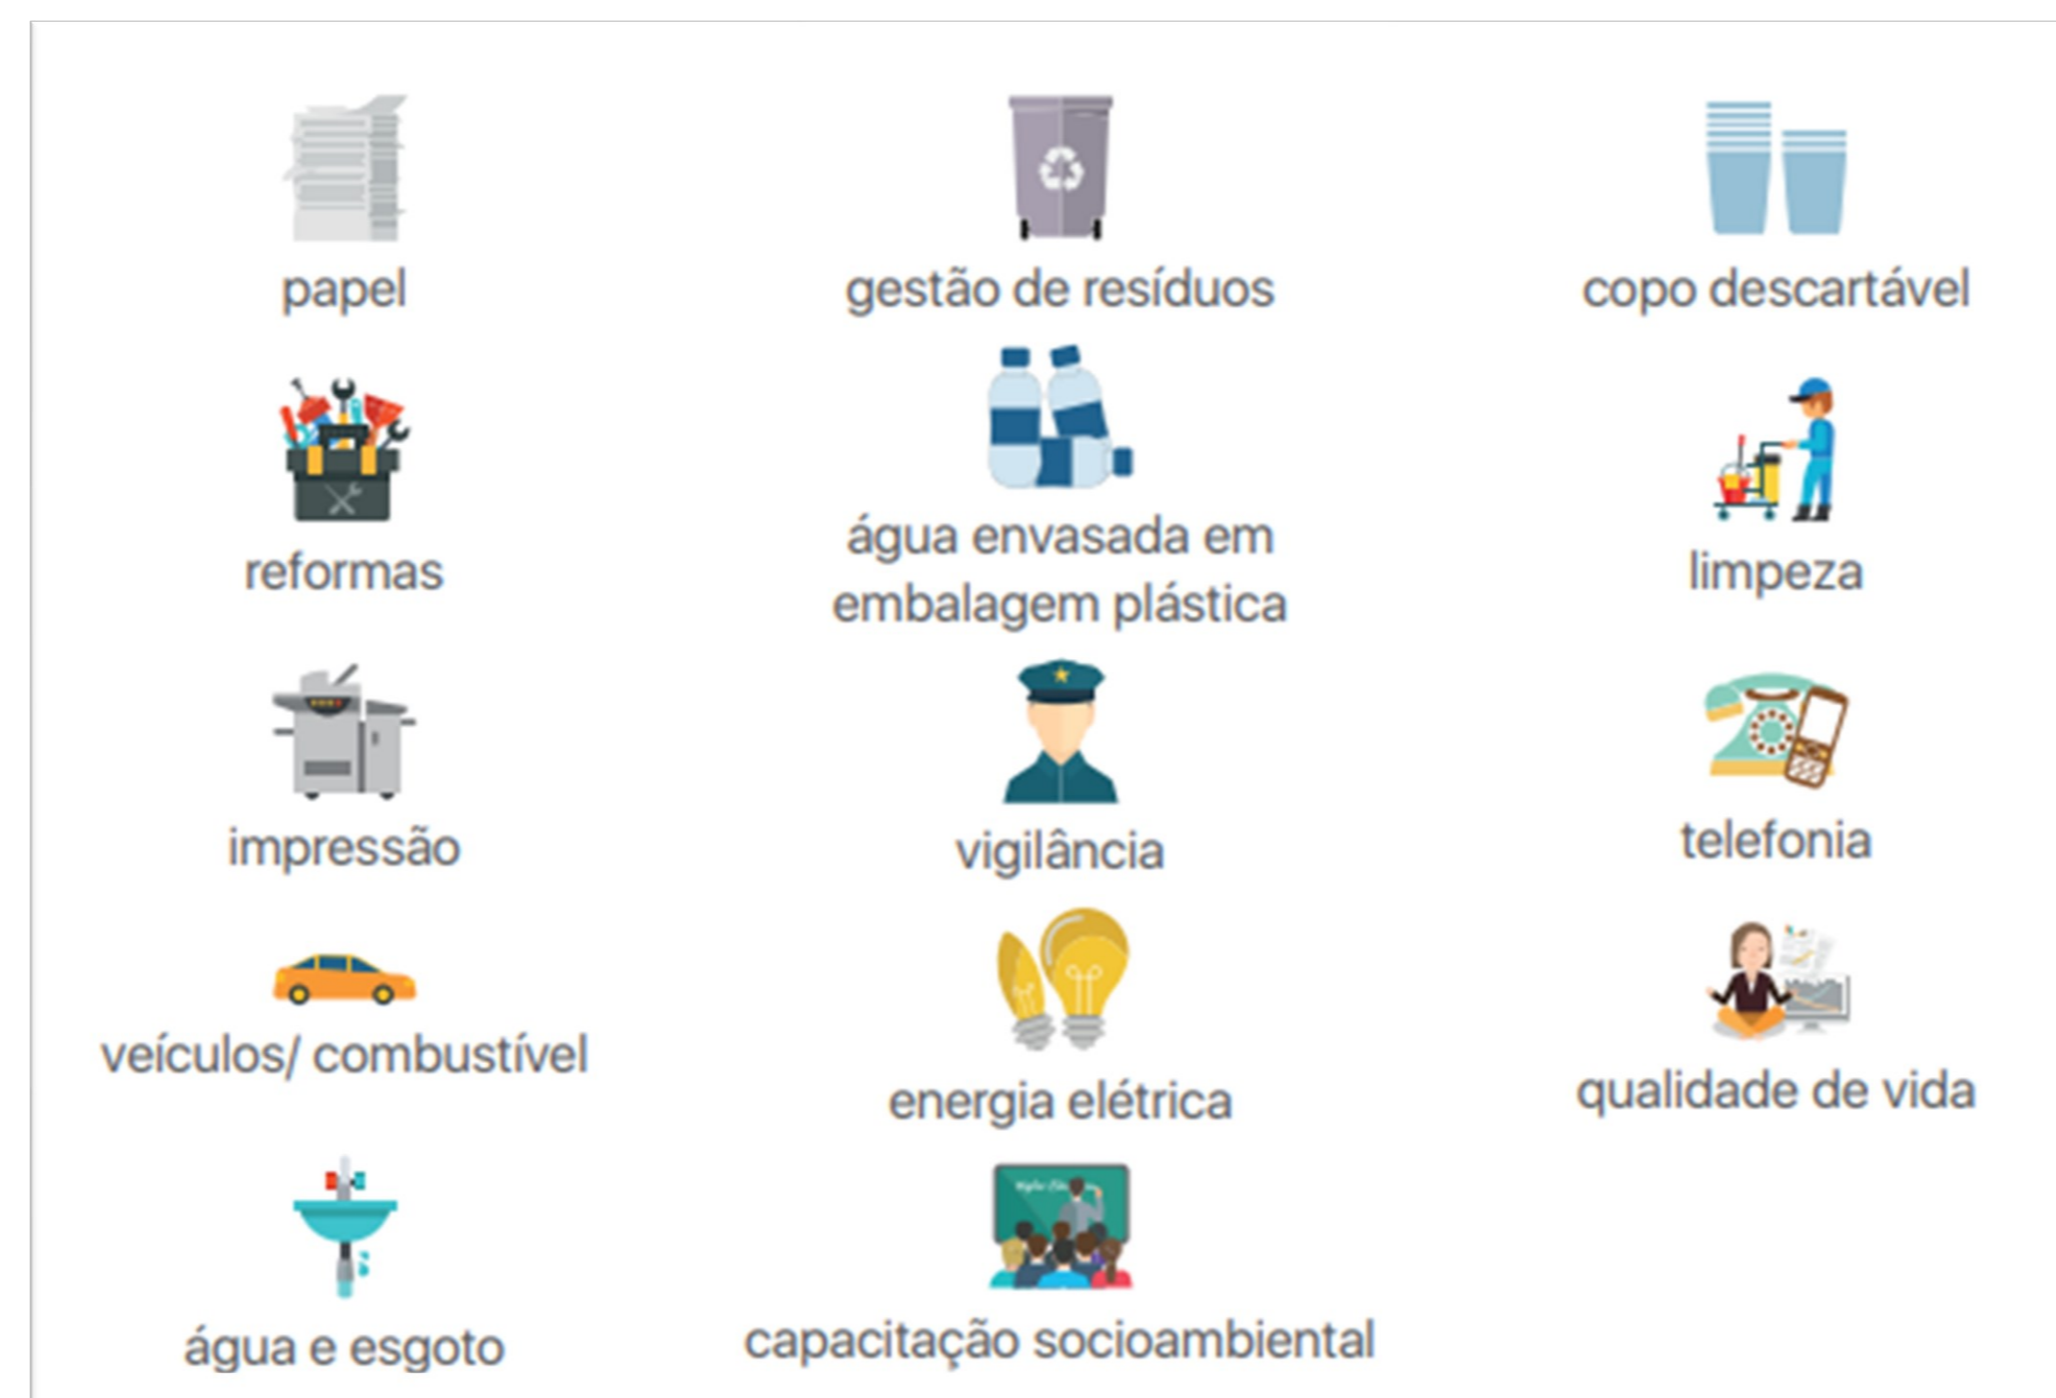 papel
gestão de resíduos
copo descartável
reformas
água envasada em
embalagem plástica
limpeza
impressão
vigilância
telefonia
veículos/ combustível
energia elétrica
qualidade de vida
água e esgoto
capacitação socioambiental